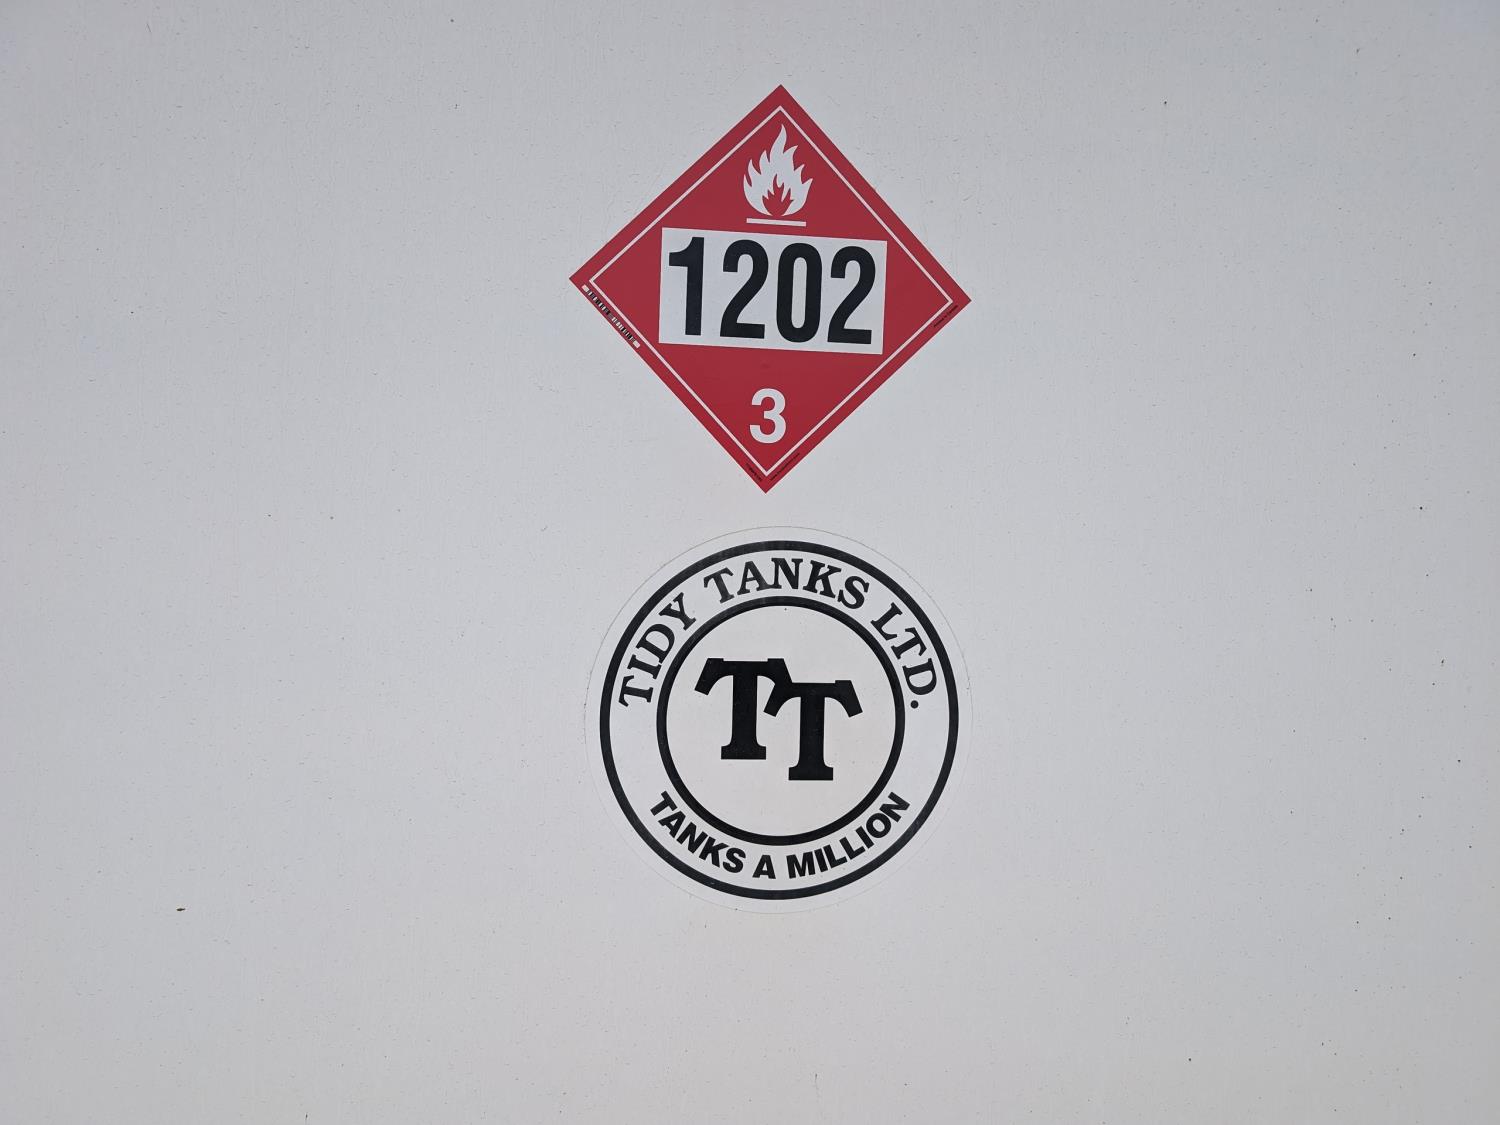 1202
3
TIDY TANKS LTD.
TT
TANKS A MILLION